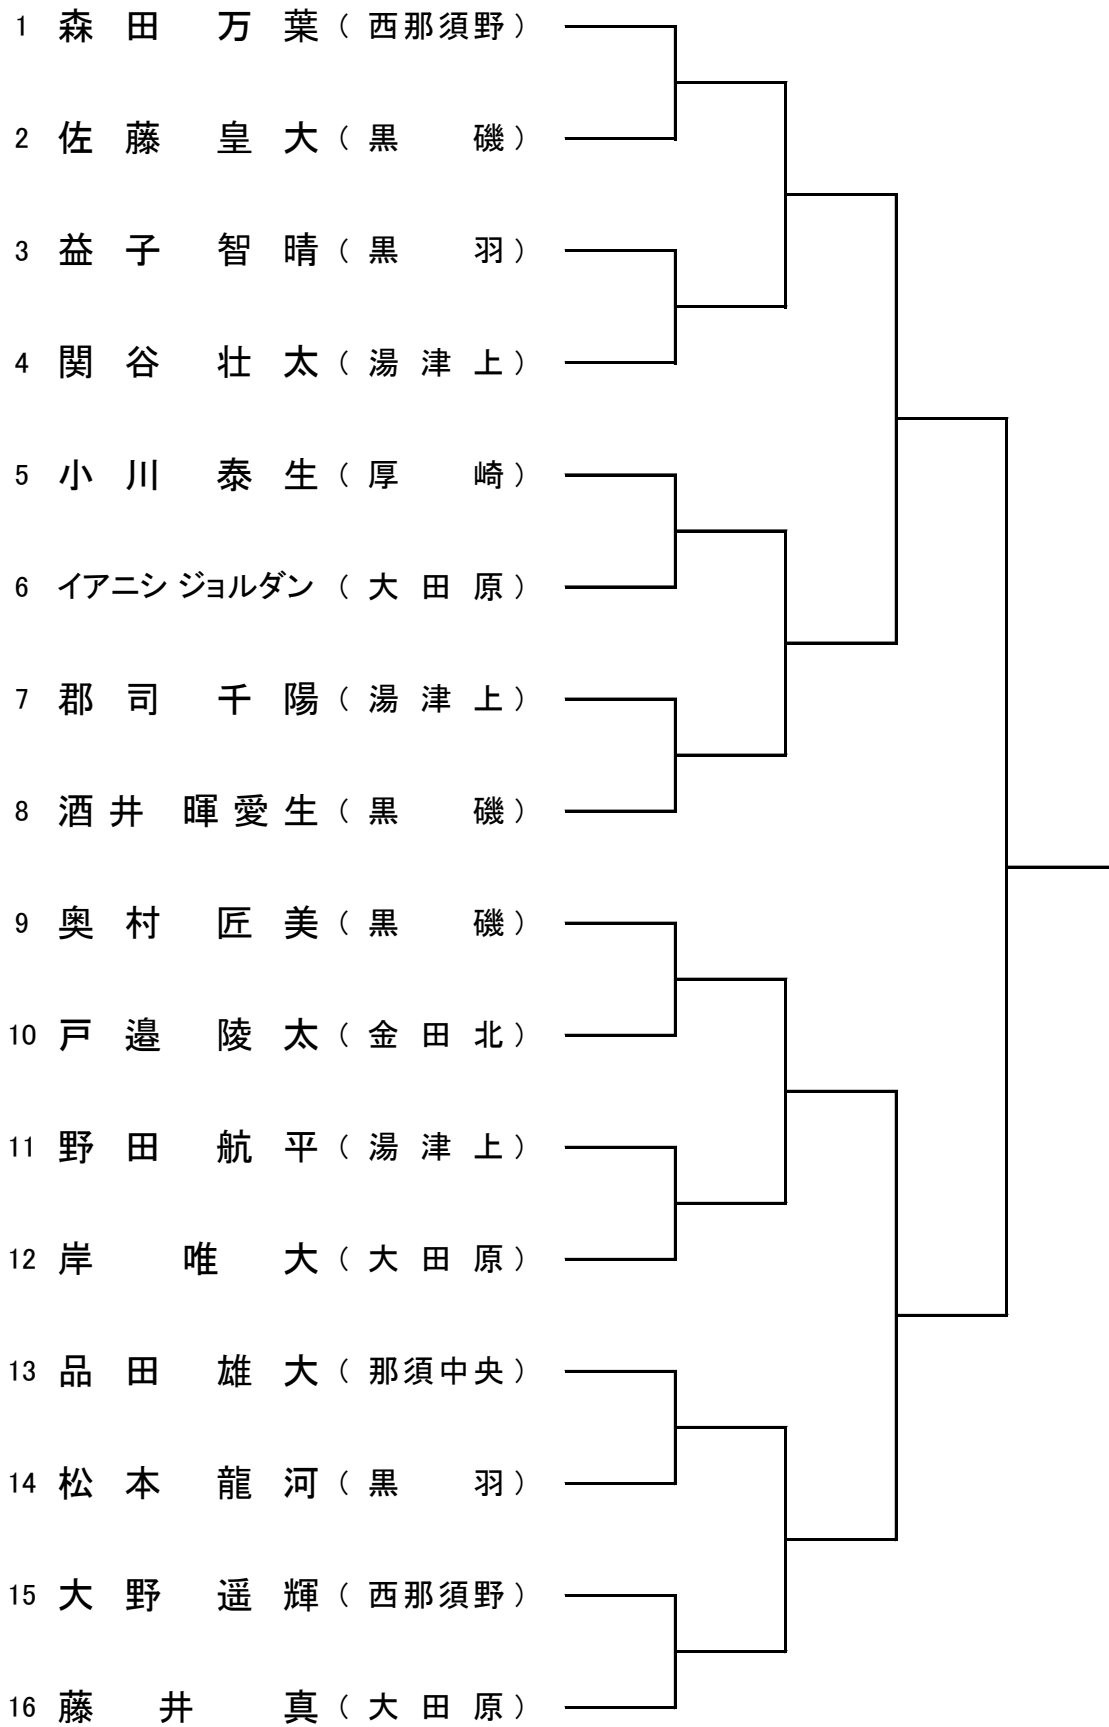 1 森田 万葉 (西那須野)
2 佐藤 皇大 (黒磯)
3 益子 智晴 (黒羽)
4 関谷 壮太 (湯津上)
5 小川 泰生 (厚崎)
6 イアニシ ジョルダン (大田原)
7 郡司 千陽 (湯津上)
8 酒井 暉愛生 (黒磯)
9 奥村 匠美 (黒磯)
10 戸邉 陵太 (金田北)
11 野田 航平 (湯津上)
12 岸 唯大 (大田原)
13 品田 雄大 (那須中央)
14 松本 龍河 (黒羽)
15 大野 遥輝 (西那須野)
16 藤井 真 (大田原)